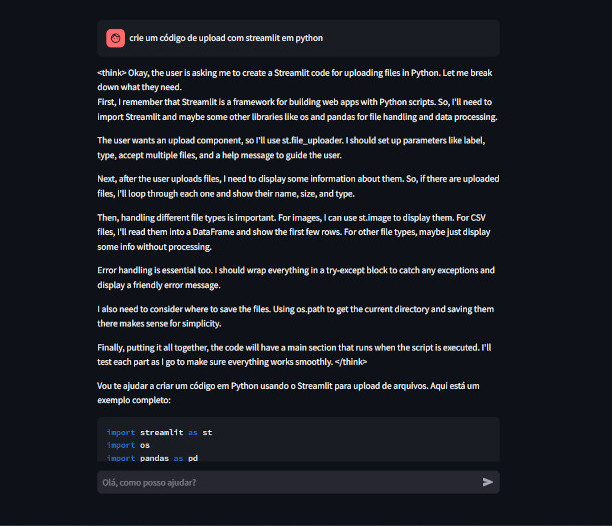 crie um código de upload com streamlit em python
<think> Okay, the user is asking me to create a Streamlit code for uploading files in Python. Let me break
down what they need.
First, I remember that Streamlit is a framework for building web apps with Python scripts. So, I'll need to
import Streamlit and maybe some other libraries like os and pandas for file handling and data processing.
The user wants an upload component, so I'll use st.file_uploader. I should set up parameters like label,
type, accept multiple files, and a help message to guide the user.
Next, after the user uploads files, I need to display some information about them. So, if there are uploaded
files, I'll loop through each one and show their name, size, and type.
Then, handling different file types is important. For images, I can use st.image to display them. For CSV
files, I'll read them into a DataFrame and show the first few rows. For other file types, maybe just display
some info without processing.
Error handling is essential too. I should wrap everything in a try-except block to catch any exceptions and
display a friendly error message.
I also need to consider where to save the files. Using os.path to get the current directory and saving them
there makes sense for simplicity.
Finally, putting it all together, the code will have a main section that runs when the script is executed. I'll
test each part as I go to make sure everything works smoothly. </think>
Vou te ajudar a criar um código em Python usando o Streamlit para upload de arquivos. Aqui está um
exemplo completo:
import streamlit as st
import os
import pandas as pd
Olá, como posso ajudar?